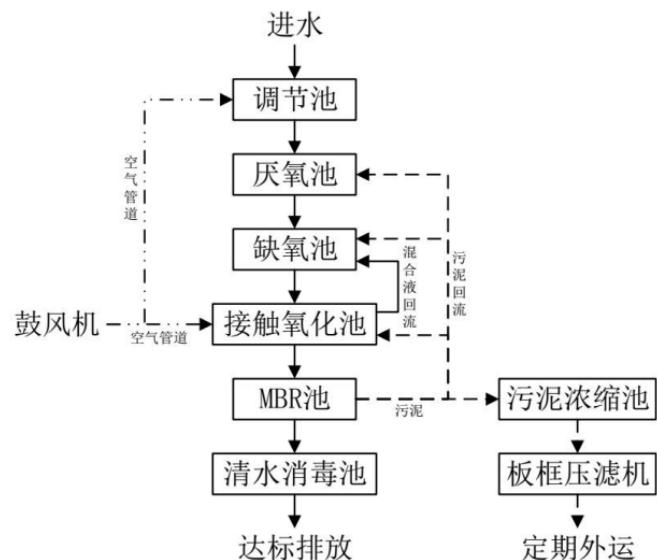 进水
调节池
空气管道
厌氧池
缺氧池
混合液回流
污泥回流
鼓风机
空气管道
接触氧化池
MBR池
污泥
污泥浓缩池
清水消毒池
板框压滤机
达标排放
定期外运